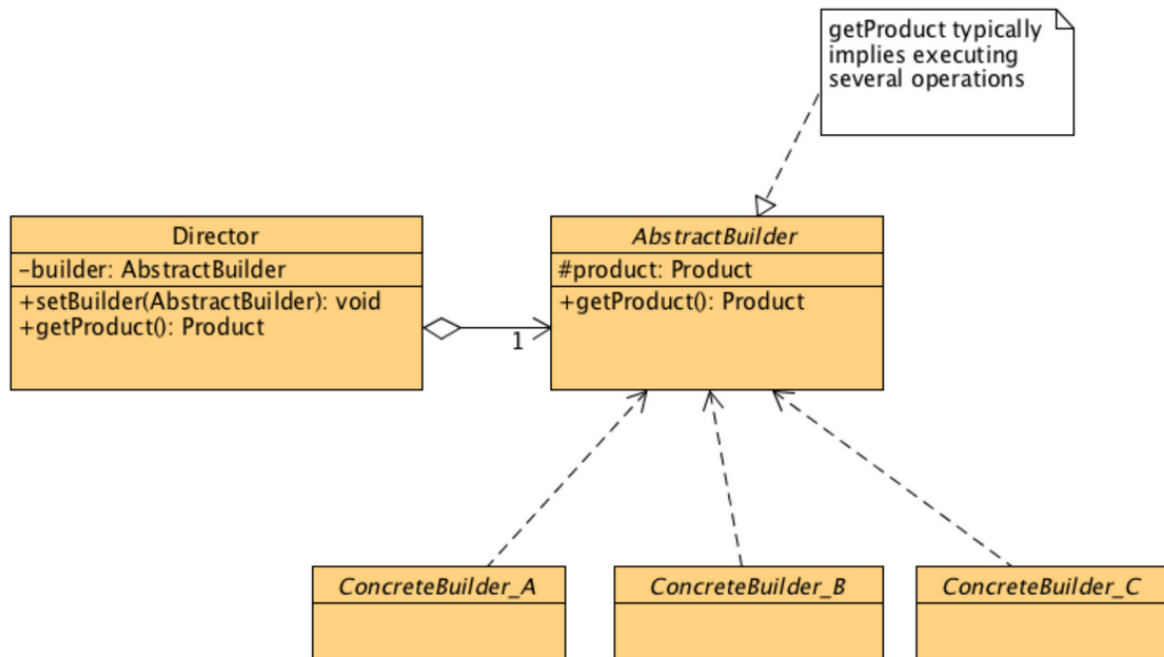 getProduct typically
implies executing
several operations
Director
-builder: AbstractBuilder
+setBuilder(AbstractBuilder): void
+getProduct(): Product
AbstractBuilder
#product: Product
+getProduct(): Product
1
ConcreteBuilder_A
ConcreteBuilder_B
ConcreteBuilder_C